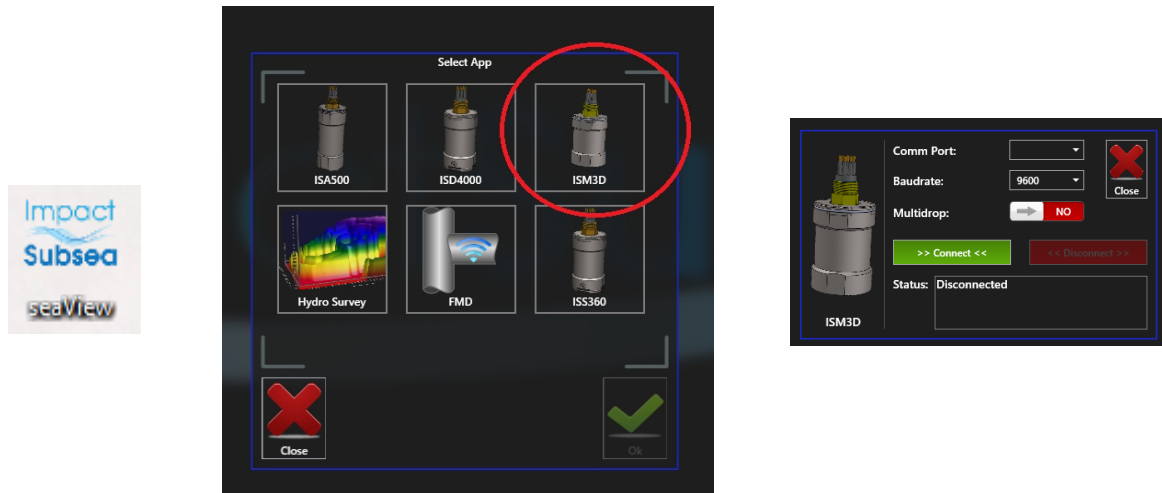 Impact
Subsea
seaView
Select App
ISA500
ISD4000
ISM3D
Hydro Survey
FMD
ISS360
Close
Ok
Comm Port:
Baudrate:
9600
Close
Multidrop:
NO
>> Connect <<
<< Disconnect >>
Status:
Disconnected
ISM3D